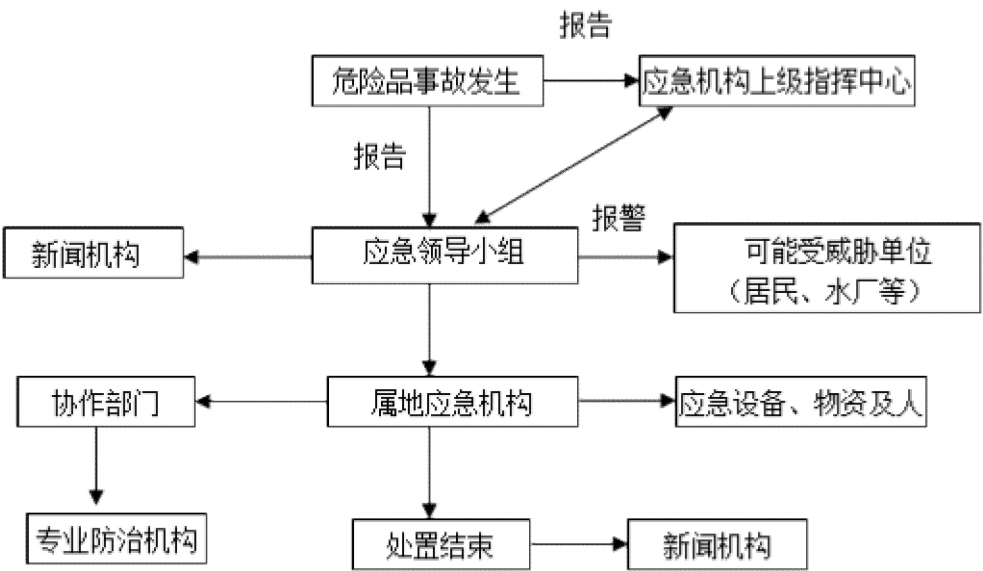 报告
危险品事故发生
应急机构上级指挥中心
报告
报警
新闻机构
应急领导小组
可能受威胁单位
（居民、水厂等）
协作部门
属地应急机构
应急设备、物资及人
专业防治机构
处置结束
新闻机构